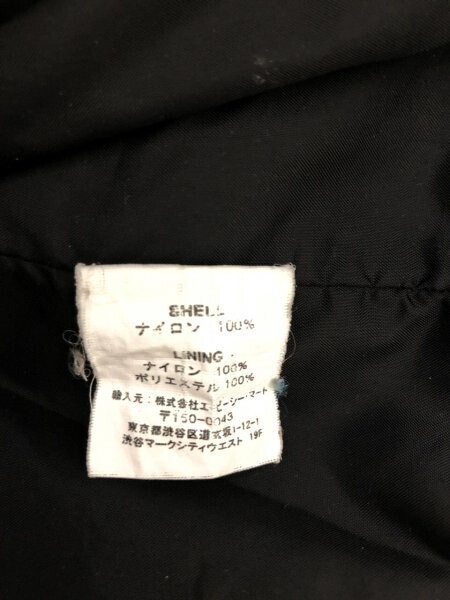 SHELL
ナイロン 100%
LINING
ナイロン 100%
ポリエステル 100%
輸入元:株式会社エービーシー・マート
〒150-0043
東京都渋谷区道玄坂1-12-1
渋谷マークシティウエスト 19F